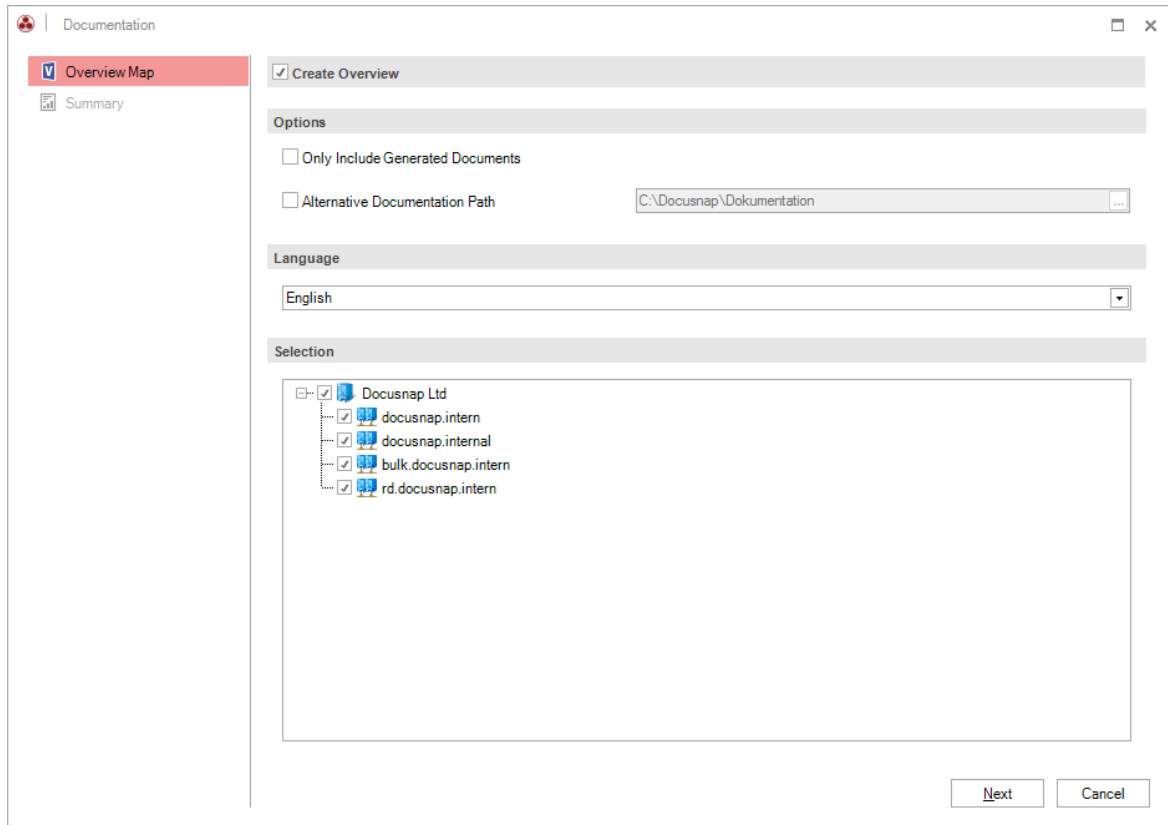 Documentation
Overview Map
Summary
Create Overview
Options
Only Include Generated Documents
Alternative Documentation Path C:\Docusnap\Dokumentation ...
Language
English
Selection
Docusnap Ltd
docusnap.intern
docusnap.internal
bulk.docusnap.intern
rd.docusnap.intern
Next Cancel